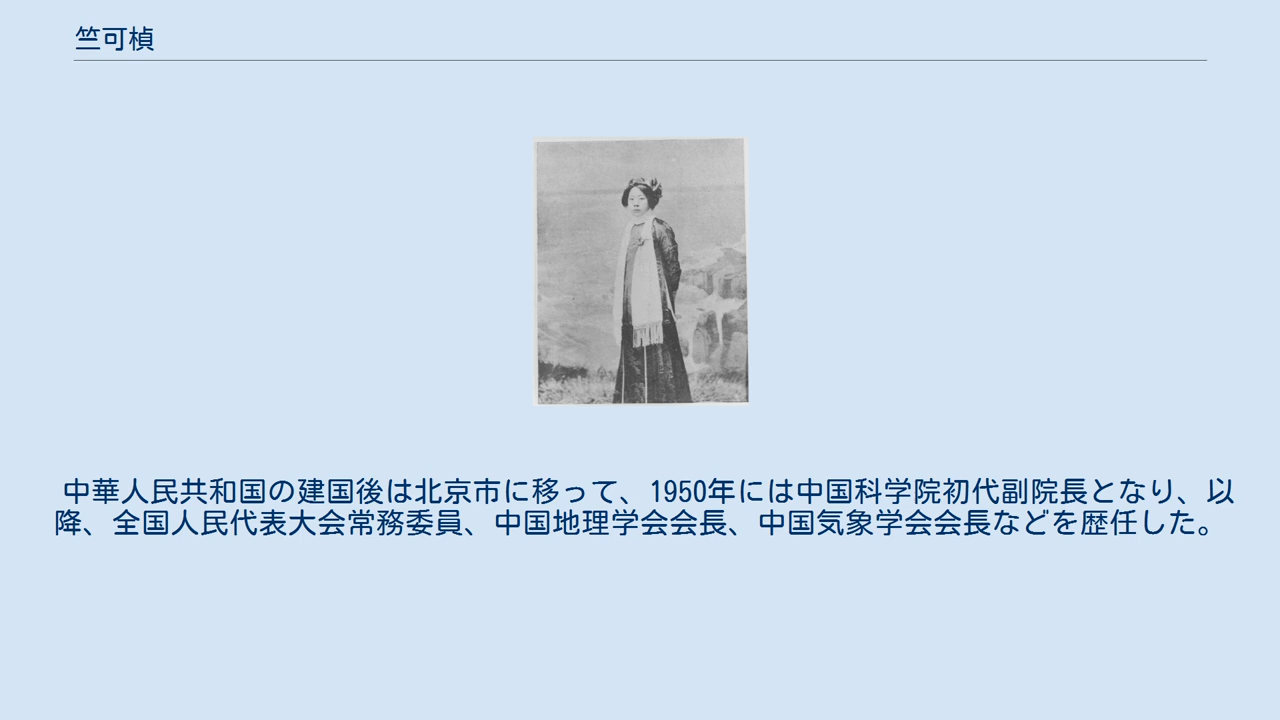 竺可楨
中華人民共和国の建国後は北京市に移って、1950年には中国科学院初代副院長となり、以
降、全国人民代表大会常務委員、中国地理学会会長、中国気象学会会長などを歴任した。